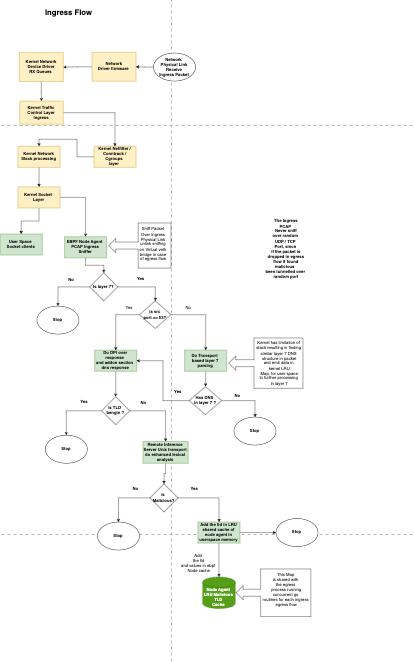 Ingress Flow
Network
Physical Link
Receive
Ingress Packet
Network
Driver firmware
Kernel Network
Device Driver
RX Queues
Kernel Traffic
Control Layer
Ingress
Kernel Netfilter /
Conntrack /
Cgroups
layer
Kernel Network
Stack processing
Kernel Socket
Layer
User Space
Socket clients
EBPF Node Agent
PCAP Ingress
Sniffer
Sniff Packet
Over Ingress
Physical Link
unlink sniffing
on Virtual veth
bridge in case
of egress flow.
The Ingress
PCAP
Never sniff
over random
UDP / TCP
Port, since
if the packet is
dropped in egress
flow if found
malicious
been tunnelled over
random port
No
Yes
Is layer 7?
Stop
Is src
port == 53?
Yes
No
Do DPI over
response
and addon section
dns response
Do Transport
based layer 7
parsing
Kernel has limitation of
stack resulting in finding
similar layer 7 DNS
structure in packet
and emit data in
kernel LRU
Map, for user space
to further processing
in layer 7
Yes
No
Has DNS
in layer 7 ?
Yes
No
Is TLD
benign ?
Stop
Stop
Remote Inference
Server Unix transport
do enhanced lexical
analysis
No
Yes
Is
Malicious?
Stop
Add the tld in LRU
shared cache of
node agent in
userspace memory
Stop
Add
the tld
and values in ebpf
Node cache
Node Agent
LRU Malicious
TLD
Cache
This Map
is shared with
the egress
process running
concurrent go
routines for each ingress
egress flow